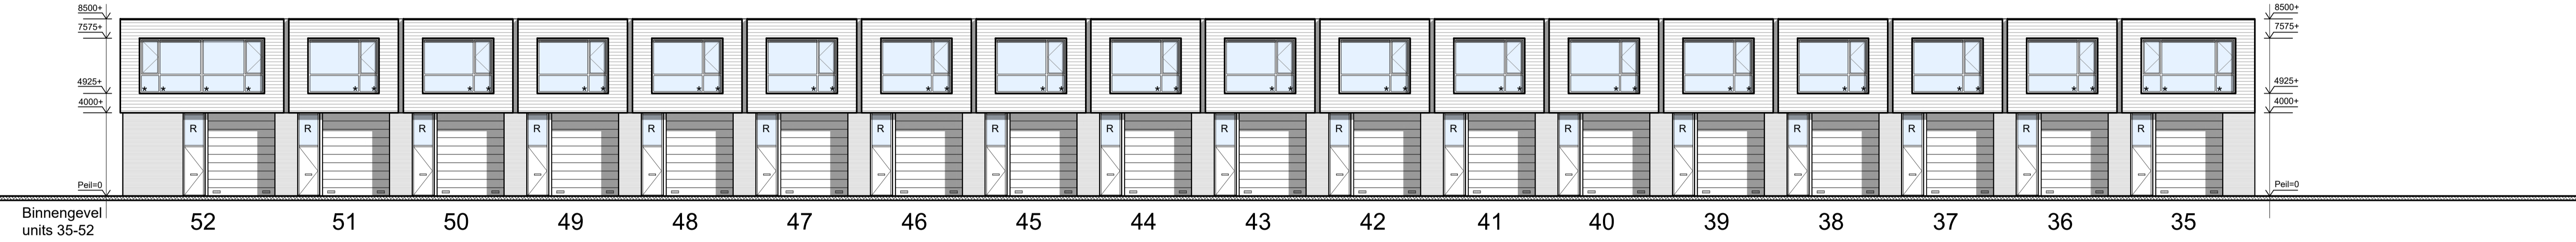 8500+
7575+
4925+
4000+
Peil=0
8500+
7575+
4925+
4000+
Peil=0
R R R R R R R R R R R R R R R R R R
Binnengevel
units 35-52
52 51 50 49 48 47 46 45 44 43 42 41 40 39 38 37 36 35